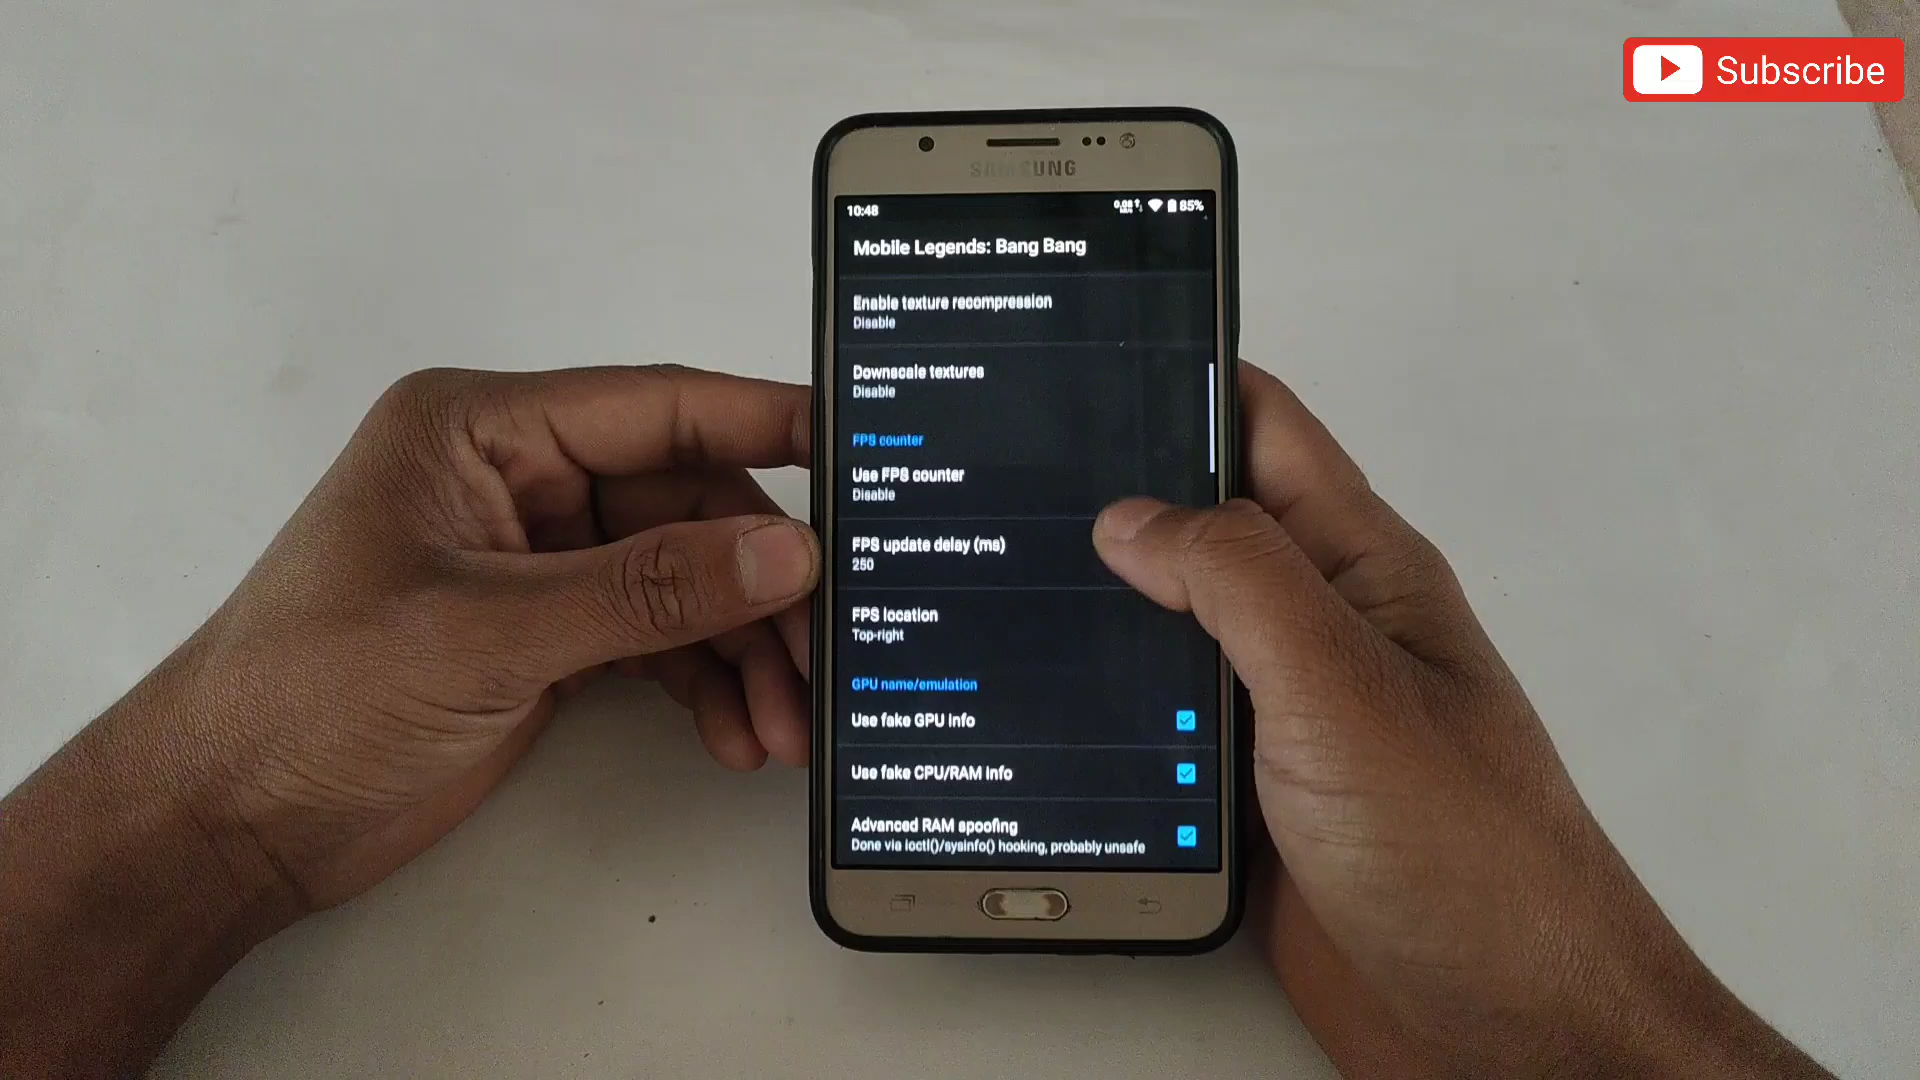 Subscribe
SAMSUNG
10:48
85%
Mobile Legends: Bang Bang
Enable texture recompression
Disable
Downscale textures
Disable
FPS counter
Use FPS counter
Disable
FPS update delay (ms)
250
FPS location
Top-right
GPU name/emulation
Use fake GPU info
Use fake CPU/RAM info
Advanced RAM spoofing
Done via ioctl()/sysinfo() hooking, probably unsafe